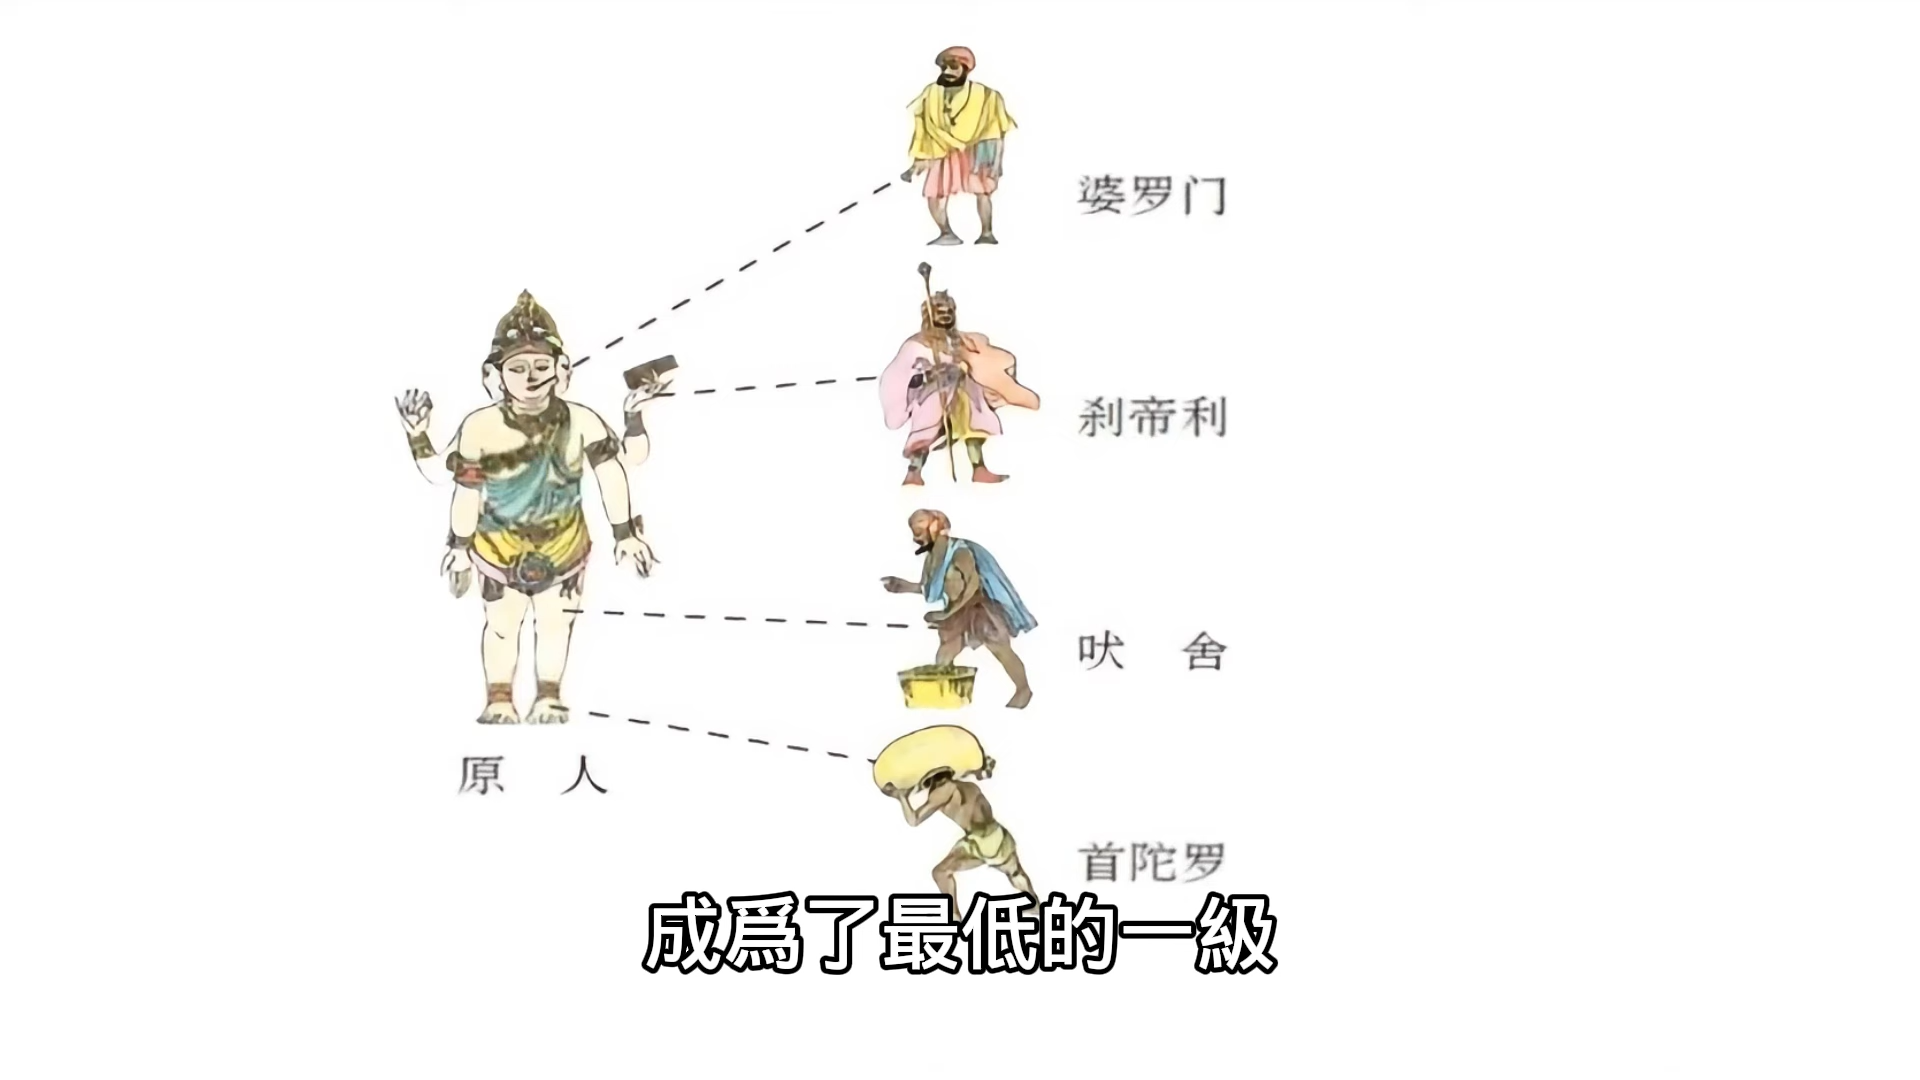 婆罗门
刹帝利
吠 舍
原 人
首陀罗
成爲了最低的一級